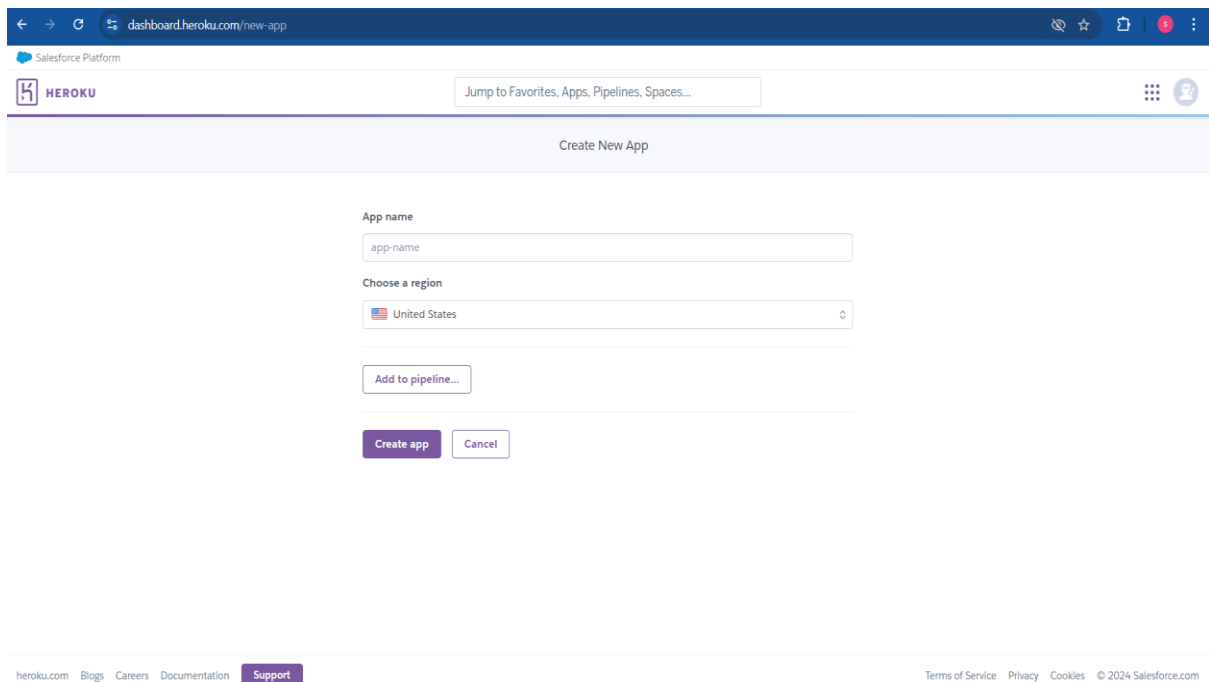 dashboard.heroku.com/new-app
S
Salesforce Platform
HEROKU
Jump to Favorites, Apps, Pipelines, Spaces...
Create New App
App name
app-name
Choose a region
United States
Add to pipeline...
Create app Cancel
heroku.com Blogs Careers Documentation Support Terms of Service Privacy Cookies © 2024 Salesforce.com